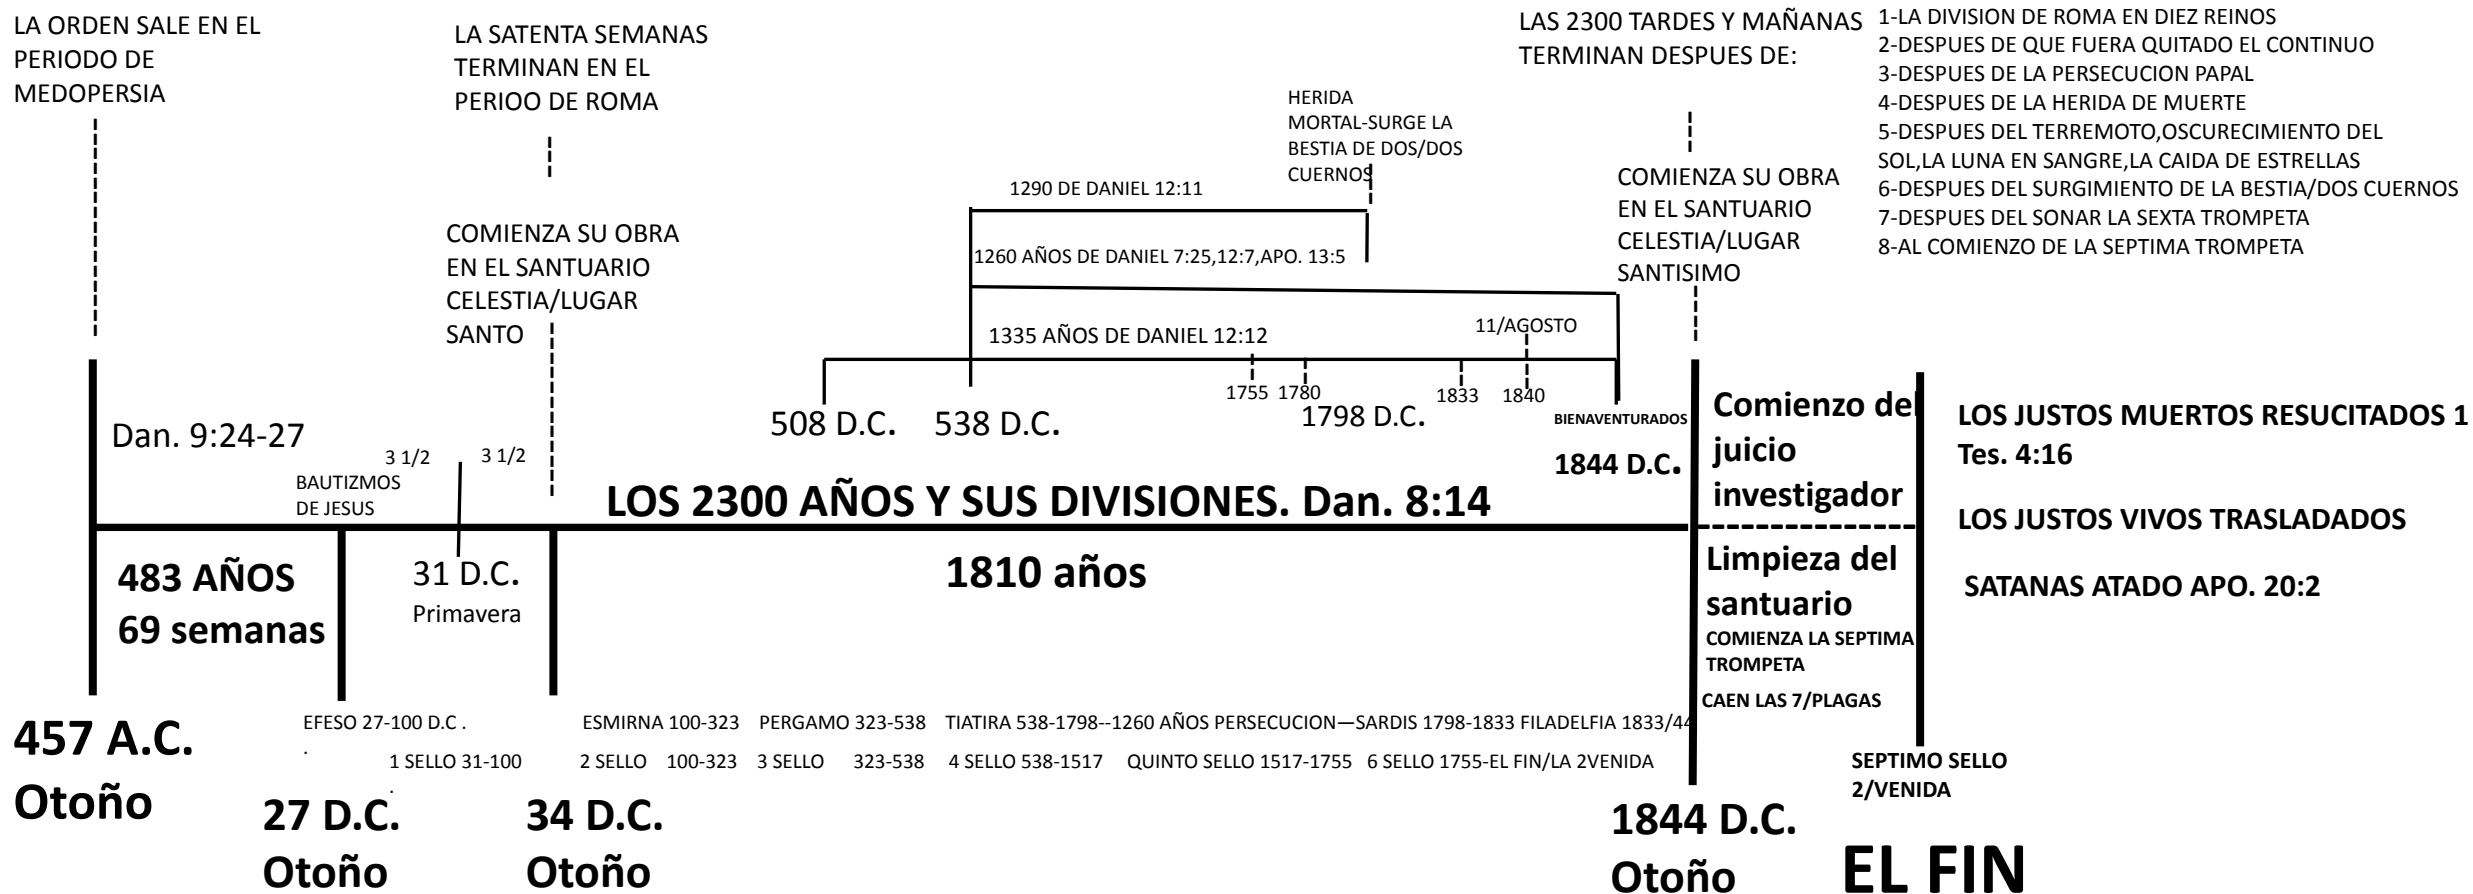 LA ORDEN SALE EN EL
PERIODO DE
MEDOPERSIA
LA SATENTA SEMANAS
TERMINAN EN EL
PERIOO DE ROMA
LAS 2300 TARDES Y MAÑANAS
TERMINAN DESPUES DE:
1-LA DIVISION DE ROMA EN DIEZ REINOS
2-DESPUES DE QUE FUERA QUITADO EL CONTINUO
3-DESPUES DE LA PERSECUCION PAPAL
4-DESPUES DE LA HERIDA DE MUERTE
5-DESPUES DEL TERREMOTO,OSCURECIMIENTO DEL
SOL,LA LUNA EN SANGRE,LA CAIDA DE ESTRELLAS
6-DESPUES DEL SURGIMIENTO DE LA BESTIA/DOS CUERNOS
7-DESPUES DEL SONAR LA SEXTA TROMPETA
8-AL COMIENZO DE LA SEPTIMA TROMPETA
HERIDA
MORTAL-SURGE LA
BESTIA DE DOS/DOS
CUERNOS
COMIENZA SU OBRA
EN EL SANTUARIO
CELESTIA/LUGAR
SANTO
COMIENZA SU OBRA
EN EL SANTUARIO
CELESTIA/LUGAR
SANTISIMO
1290 DE DANIEL 12:11
1260 AÑOS DE DANIEL 7:25,12:7,APO. 13:5
1335 AÑOS DE DANIEL 12:12
11/AGOSTO
1755 1780 1833 1840
508 D.C. 538 D.C. 1798 D.C.
BIENAVENTURADOS
1844 D.C.
Dan. 9:24-27
3 1/2 3 1/2
BAUTIZMOS
DE JESUS
LOS 2300 AÑOS Y SUS DIVISIONES. Dan. 8:14
Comienzo del
juicio
investigador
LOS JUSTOS MUERTOS RESUCITADOS 1
Tes. 4:16
LOS JUSTOS VIVOS TRASLADADOS
SATANAS ATADO APO. 20:2
483 AÑOS
69 semanas
31 D.C.
Primavera
1810 años
Limpieza del
santuario
COMIENZA LA SEPTIMA
TROMPETA
CAEN LAS 7/PLAGAS
EFESO 27-100 D.C . ESMIRNA 100-323 PERGAMO 323-538 TIATIRA 538-1798--1260 AÑOS PERSECUCION—SARDIS 1798-1833 FILADELFIA 1833/44
.
1 SELLO 31-100 2 SELLO 100-323 3 SELLO 323-538 4 SELLO 538-1517 QUINTO SELLO 1517-1755 6 SELLO 1755-EL FIN/LA 2VENIDA
.
SEPTIMO SELLO
2/VENIDA
457 A.C.
Otoño
27 D.C.
Otoño
34 D.C.
Otoño
1844 D.C.
Otoño
EL FIN